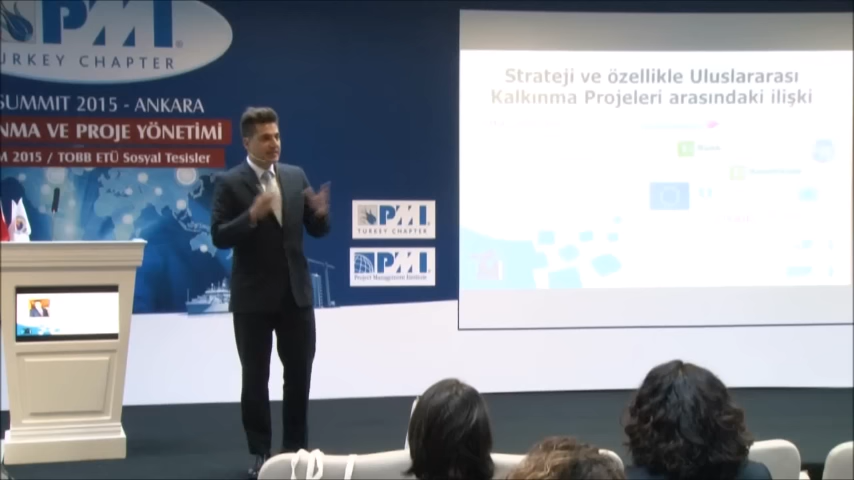 PMI
TURKEY CHAPTER
SUMMIT 2015 - ANKARA
NMA VE PROJE YÖNETİMİ
M 2015 / TOBB ETÜ Sosyal Tesisler
PMI
TURKEY CHAPTER
PMI
Project Management Institute
Strateji ve özellikle Uluslararası
Kalkınma Projeleri arasındaki ilişki